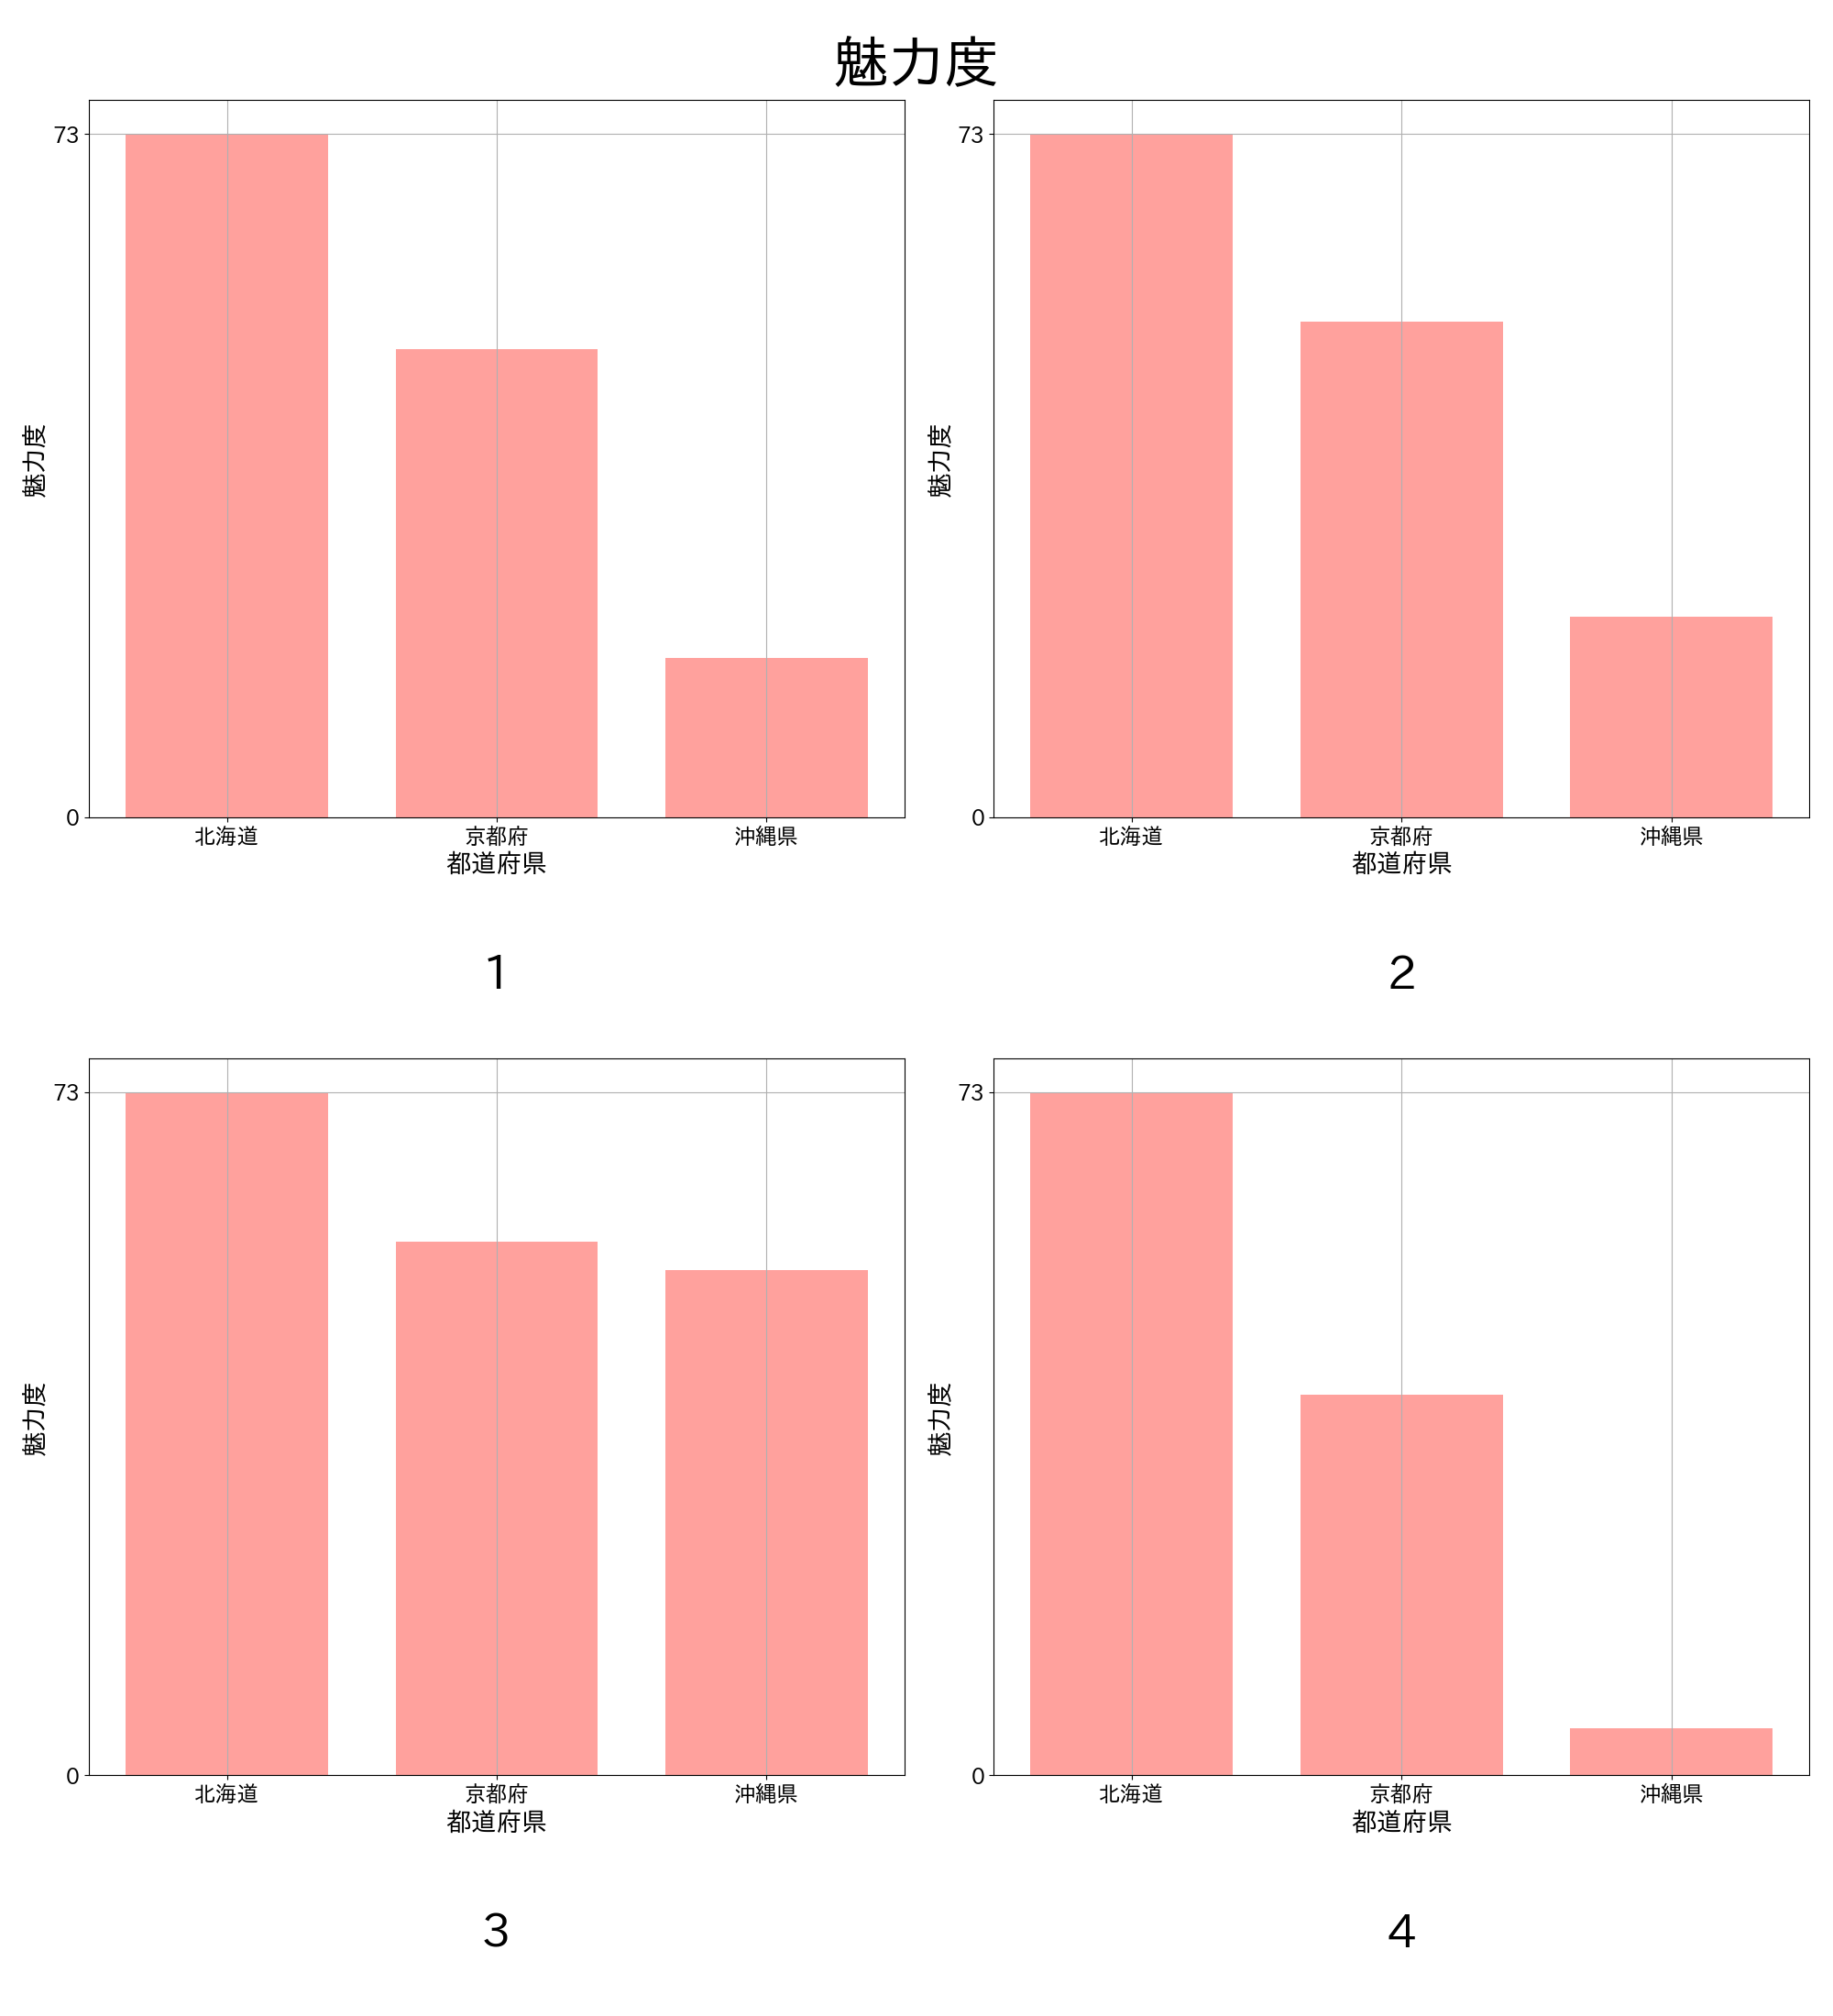 魅力度
73
0
魅力度
北海道 京都府 沖縄県
都道府県
1
73
0
魅力度
北海道 京都府 沖縄県
都道府県
2
73
0
魅力度
北海道 京都府 沖縄県
都道府県
3
73
0
魅力度
北海道 京都府 沖縄県
都道府県
4